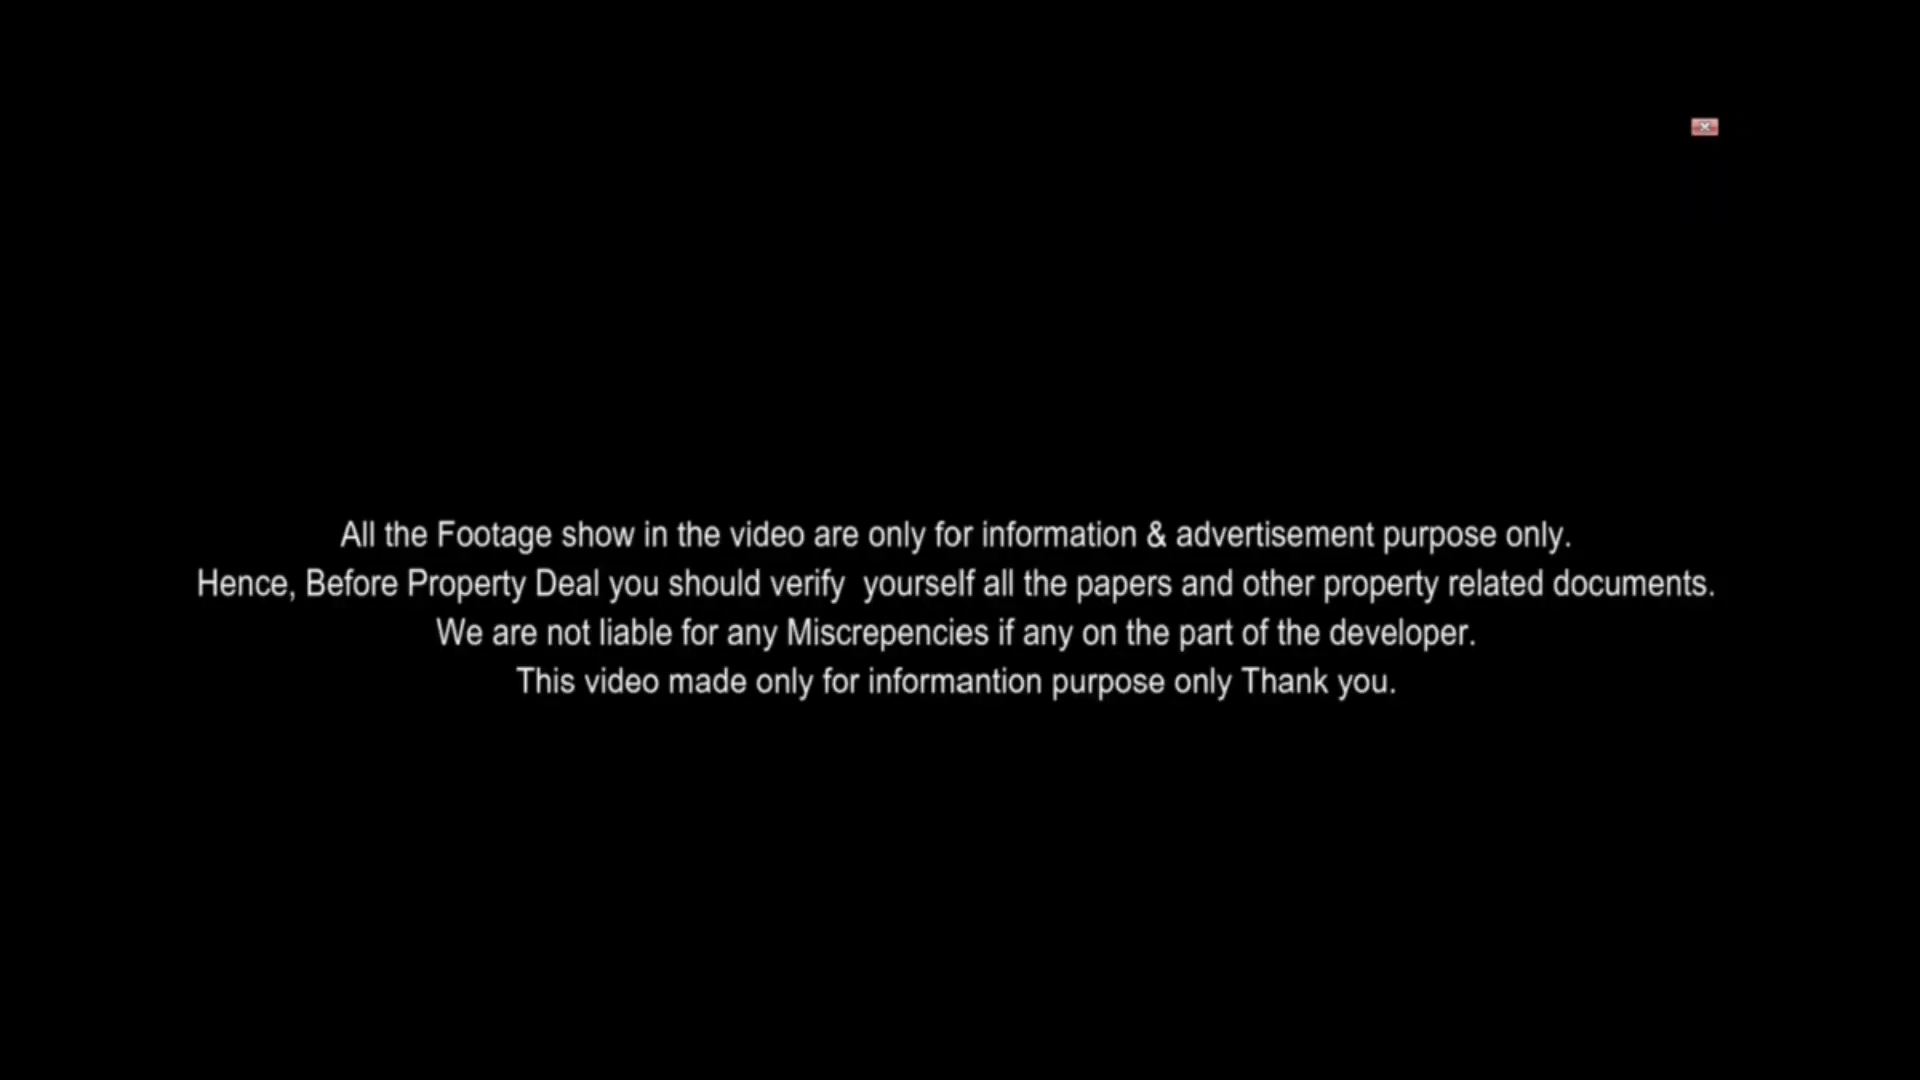 All the Footage show in the video are only for information & advertisement purpose only.
Hence, Before Property Deal you should verify  yourself all the papers and other property related documents.
We are not liable for any Miscrepencies if any on the part of the developer.
This video made only for informantion purpose only Thank you.